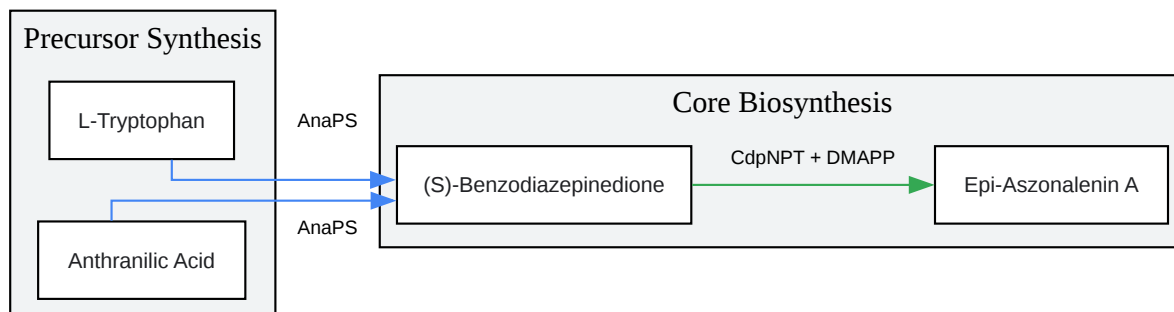 Precursor Synthesis
L-Tryptophan
Anthranilic Acid
AnaPS
AnaPS
Core Biosynthesis
(S)-Benzodiazepinedione
CdpNPT + DMAPP
Epi-Aszonalenin A